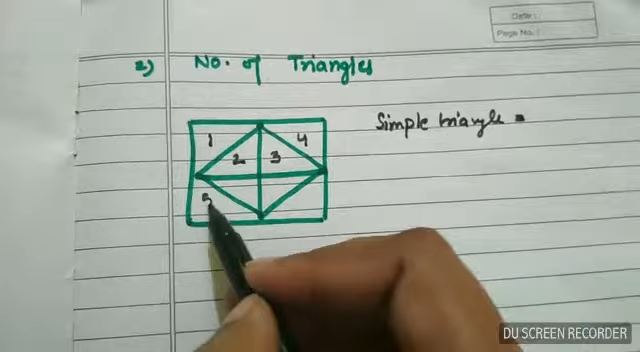 Date:
Page No.:
2) No. of Triangles
Simple triangle =
1 4
2 3
5
DU SCREEN RECORDER